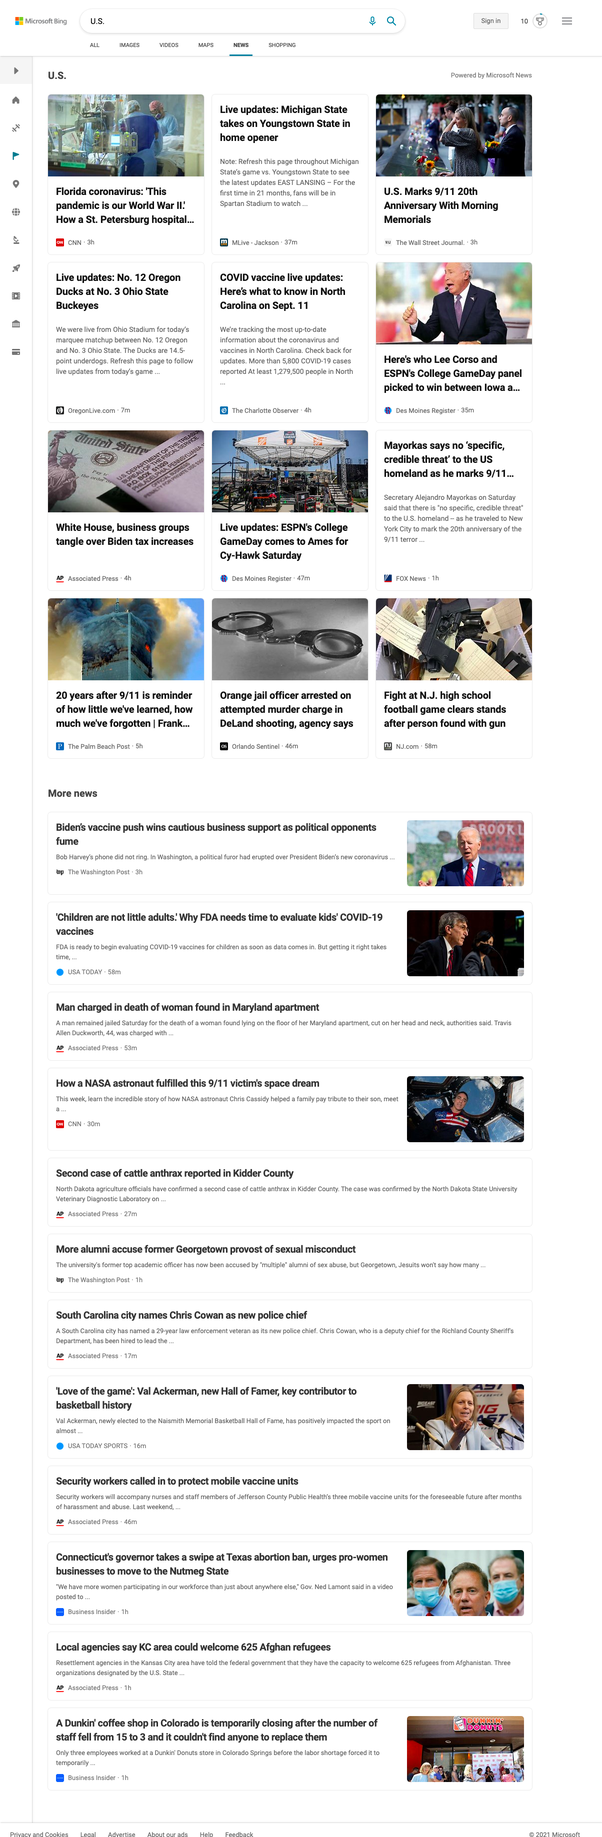 Microsoft Bing
U.S.
Sign in
10
ALL
IMAGES
VIDEOS
MAPS
NEWS
SHOPPING
U.S.
Powered by Microsoft News
Florida coronavirus: 'This
pandemic is our World War II.'
How a St. Petersburg hospital...
CNN · 3h
Live updates: Michigan State
takes on Youngstown State in
home opener
Note: Refresh this page throughout Michigan
State's game vs. Youngstown State to see
the latest updates EAST LANSING – For the
first time in 21 months, fans will be in
Spartan Stadium to watch ...
MLive - Jackson · 37m
U.S. Marks 9/11 20th
Anniversary With Morning
Memorials
The Wall Street Journal. · 3h
Live updates: No. 12 Oregon
Ducks at No. 3 Ohio State
Buckeyes
We were live from Ohio Stadium for today's
marquee matchup between No. 12 Oregon
and No. 3 Ohio State. The Ducks are 14.5-
point underdogs. Refresh this page to follow
live updates from today's game ...
OregonLive.com · 7m
COVID vaccine live updates:
Here's what to know in North
Carolina on Sept. 11
We're tracking the most up-to-date
information about the coronavirus and
vaccines in North Carolina. Check back for
updates. More than 5,800 COVID-19 cases
reported At least 1,279,500 people in North
...
The Charlotte Observer · 4h
Here's who Lee Corso and
ESPN's College GameDay panel
picked to win between Iowa a...
Des Moines Register · 35m
United States
White House, business groups
tangle over Biden tax increases
AP Associated Press · 4h
Live updates: ESPN's College
GameDay comes to Ames for
Cy-Hawk Saturday
Des Moines Register · 47m
Mayorkas says no 'specific,
credible threat' to the US
homeland as he marks 9/11...
Secretary Alejandro Mayorkas on Saturday
said that there is "no specific, credible threat"
to the U.S. homeland – as he traveled to New
York City to mark the 20th anniversary of the
9/11 terror ...
FOX News · 1h
20 years after 9/11 is reminder
of how little we've learned, how
much we've forgotten | Frank...
The Palm Beach Post · 5h
Orange jail officer arrested on
attempted murder charge in
DeLand shooting, agency says
Orlando Sentinel · 46m
Fight at N.J. high school
football game clears stands
after person found with gun
NJ.com · 58m
More news
Biden's vaccine push wins cautious business support as political opponents
fume
Bob Harvey's phone did not ring. In Washington, a political furor had erupted over President Biden's new coronavirus ...
wp The Washington Post · 3h
'Children are not little adults.' Why FDA needs time to evaluate kids' COVID-19
vaccines
FDA is ready to begin evaluating COVID-19 vaccines for children as soon as data comes in. But getting it right takes
time, ...
USA TODAY · 58m
Man charged in death of woman found in Maryland apartment
A man remained jailed Saturday for the death of a woman found lying on the floor of her Maryland apartment, cut on her head and neck, authorities said. Travis
Allen Duckworth, 44, was charged with ...
AP Associated Press · 53m
How a NASA astronaut fulfilled this 9/11 victim's space dream
This week, learn the incredible story of how NASA astronaut Chris Cassidy helped a family pay tribute to their son, meet
a ...
CNN · 30m
Second case of cattle anthrax reported in Kidder County
North Dakota agriculture officials have confirmed a second case of cattle anthrax in Kidder County. The case was confirmed by the North Dakota State University
Veterinary Diagnostic Laboratory on ...
AP Associated Press · 27m
More alumni accuse former Georgetown provost of sexual misconduct
The university's former top academic officer has now been accused by "multiple" alumni of sex abuse, but Georgetown, Jesuits won't say how many ...
wp The Washington Post · 1h
South Carolina city names Chris Cowan as new police chief
A South Carolina city has named a 29-year law enforcement veteran as its new police chief. Chris Cowan, who is a deputy chief for the Richland County Sheriff's
Department, has been hired to lead the ...
AP Associated Press · 17m
'Love of the game': Val Ackerman, new Hall of Famer, key contributor to
basketball history
Val Ackerman, newly elected to the Naismith Memorial Basketball Hall of Fame, has positively impacted the sport on
almost ...
USA TODAY SPORTS · 16m
Security workers called in to protect mobile vaccine units
Security workers will accompany nurses and staff members of Jefferson County Public Health's three mobile vaccine units for the foreseeable future after months
of harassment and abuse. Last weekend, ...
AP Associated Press · 46m
Connecticut's governor takes a swipe at Texas abortion ban, urges pro-women
businesses to move to the Nutmeg State
"We have more women participating in our workforce than just about anywhere else," Gov. Ned Lamont said in a video
posted to ...
Business Insider · 1h
Local agencies say KC area could welcome 625 Afghan refugees
Resettlement agencies in the Kansas City area have told the federal government that they have the capacity to welcome 625 refugees from Afghanistan. Three
organizations designated by the U.S. State ...
AP Associated Press · 1h
A Dunkin' coffee shop in Colorado is temporarily closing after the number of
staff fell from 15 to 3 and it couldn't find anyone to replace them
Only three employees worked at a Dunkin' Donuts store in Colorado Springs before the labor shortage forced it to
temporarily ...
Business Insider · 1h
Privacy and Cookies
Legal
Advertise
About our ads
Help
Feedback
© 2021 Microsoft